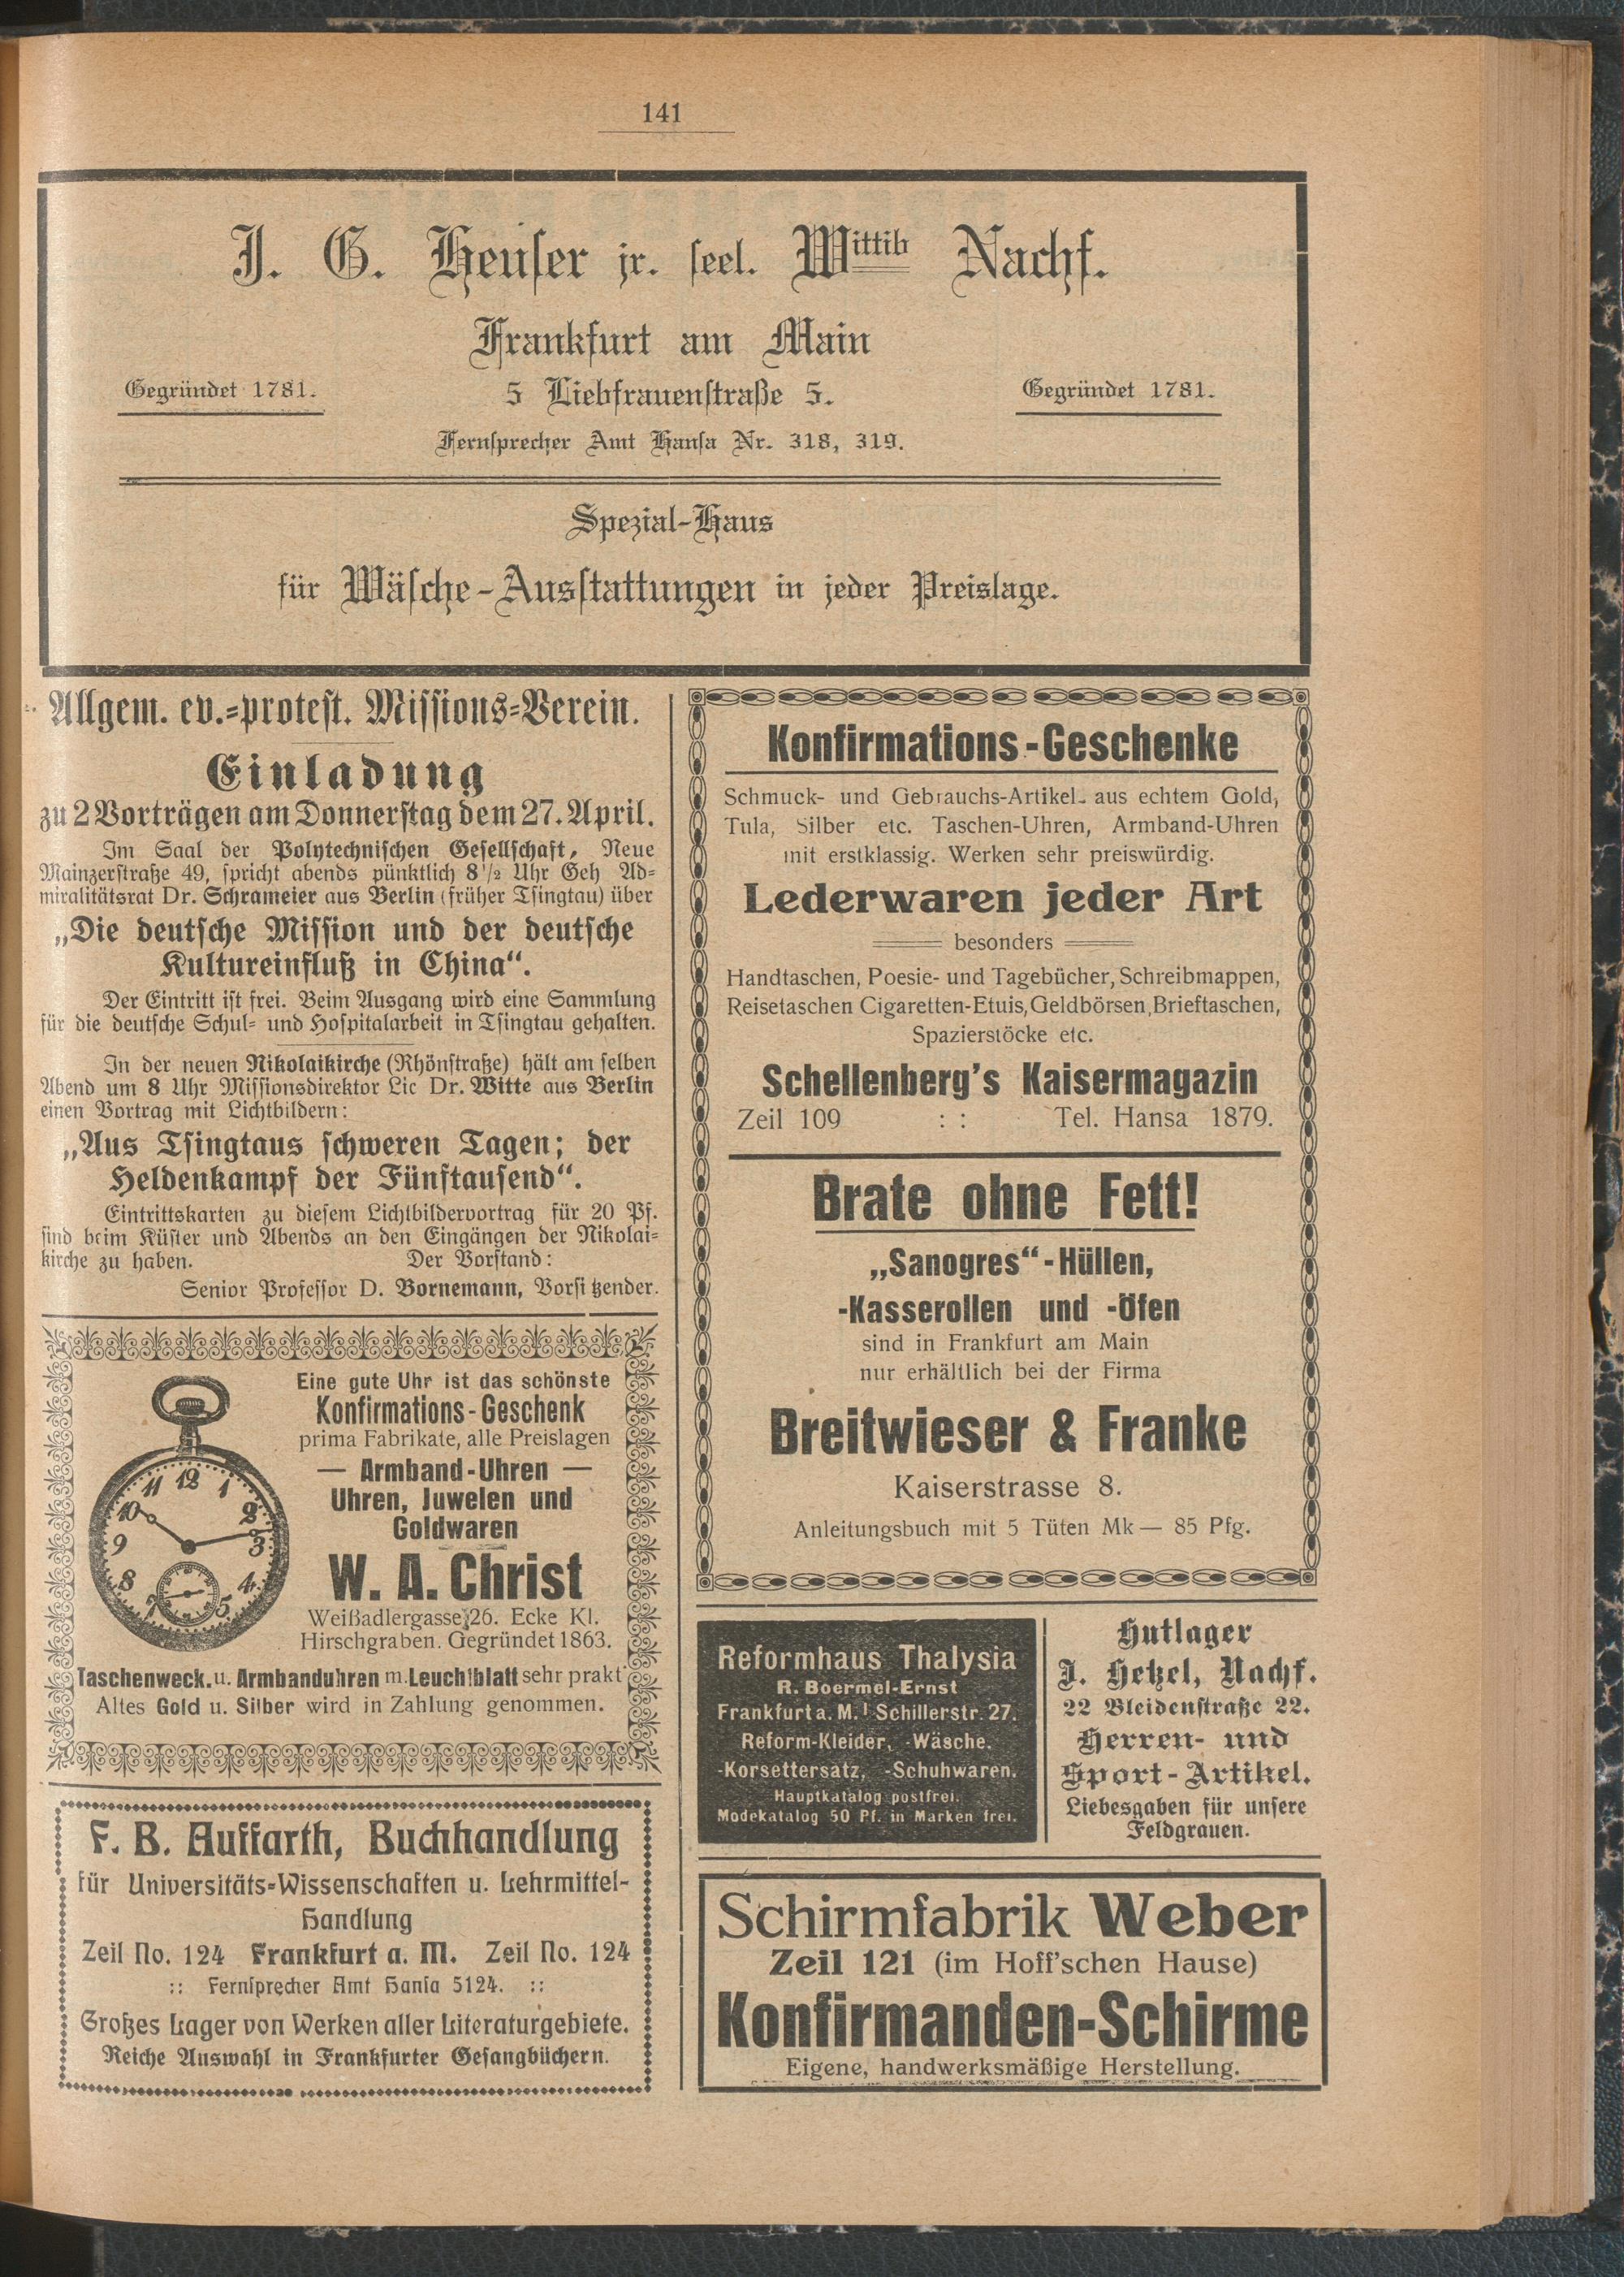 141
J. G. Heuser jr. seel. Wittib Nachf.
Frankfurt am Main
Gegründet 1781.
5 Liebfrauenstraße 5.
Gegründet 1781.
Fernsprecher Amt Hansa Nr. 318, 319.
Spezial-Haus
für Wäsche-Ausstattungen in jeder Preislage.
Allgem. ev.-protest. Missions-Verein.
Einladung
zu 2 Vorträgen am Donnerstag dem 27. April.
Im Saal der Polytechnischen Gesellschaft, Neue
Mainzerstraße 49, spricht abends pünktlich 8 1/2 Uhr Geh Ad-
miralitätsrat Dr. Schrameier aus Berlin (früher Tsingtau) über
„Die deutsche Mission und der deutsche
Kultureinfluß in China“.
Der Eintritt ist frei. Beim Ausgang wird eine Sammlung
für die deutsche Schul- und Hospitalarbeit in Tsingtau gehalten.
In der neuen Nikolaikirche (Rhönstraße) hält am selben
Abend um 8 Uhr Missionsdirektor Lic Dr. Witte aus Berlin
einen Vortrag mit Lichtbildern:
„Aus Tsingtaus schweren Tagen; der
Heldenkampf der Fünftausend“.
Eintrittskarten zu diesem Lichtbildervortrag für 20 Pf.
sind beim Küster und Abends an den Eingängen der Nikolai-
kirche zu haben. Der Vorstand:
Senior Professor D. Bornemann, Vorsitzender.
Eine gute Uhr ist das schönste
Konfirmations-Geschenk
prima Fabrikate, alle Preislagen
— Armband-Uhren —
Uhren, Juwelen und
Goldwaren
W. A. Christ
Weißadlergasse 26. Ecke Kl.
Hirschgraben. Gegründet 1863.
12 1 2 3 4 5 7 8 9 10 11
Taschenweck. u. Armbanduhren m. Leuchtblatt sehr prakt
Altes Gold u. Silber wird in Zahlung genommen.
F. B. Auffarth, Buchhandlung
für Universitäts-Wissenschaften u. Lehrmittel-
Handlung
Zeil No. 124 Frankfurt a. M. Zeil No. 124
:: Fernsprecher Amt Hansa 5124. ::
Großes Lager von Werken aller Literaturgebiete.
Reiche Auswahl in Frankfurter Gesangbüchern.
Konfirmations-Geschenke
Schmuck- und Gebrauchs-Artikel aus echtem Gold,
Tula, Silber etc. Taschen-Uhren, Armband-Uhren
mit erstklassig. Werken sehr preiswürdig.
Lederwaren jeder Art
besonders
Handtaschen, Poesie- und Tagebücher, Schreibmappen,
Reisetaschen Cigaretten-Etuis, Geldbörsen, Brieftaschen,
Spazierstöcke etc.
Schellenberg's Kaisermagazin
Zeil 109 : : Tel. Hansa 1879.
Brate ohne Fett!
„Sanogres“-Hüllen,
-Kasserollen und -Öfen
sind in Frankfurt am Main
nur erhältlich bei der Firma
Breitwieser & Franke
Kaiserstrasse 8.
Anleitungsbuch mit 5 Tüten Mk — 85 Pfg.
Reformhaus Thalysia
R. Boermel-Ernst
Frankfurt a. M. Schillerstr. 27.
Reform-Kleider, -Wäsche.
-Korsettersatz, -Schuhwaren.
Hauptkatalog postfrei.
Modekatalog 50 Pf. in Marken frei.
Hutlager
J. Hetzel, Nachf.
22 Bleidenstraße 22.
Herren- und
Sport-Artikel.
Liebesgaben für unsere
Feldgrauen.
Schirmfabrik Weber
Zeil 121 (im Hoff'schen Hause)
Konfirmanden-Schirme
Eigene, handwerksmäßige Herstellung.